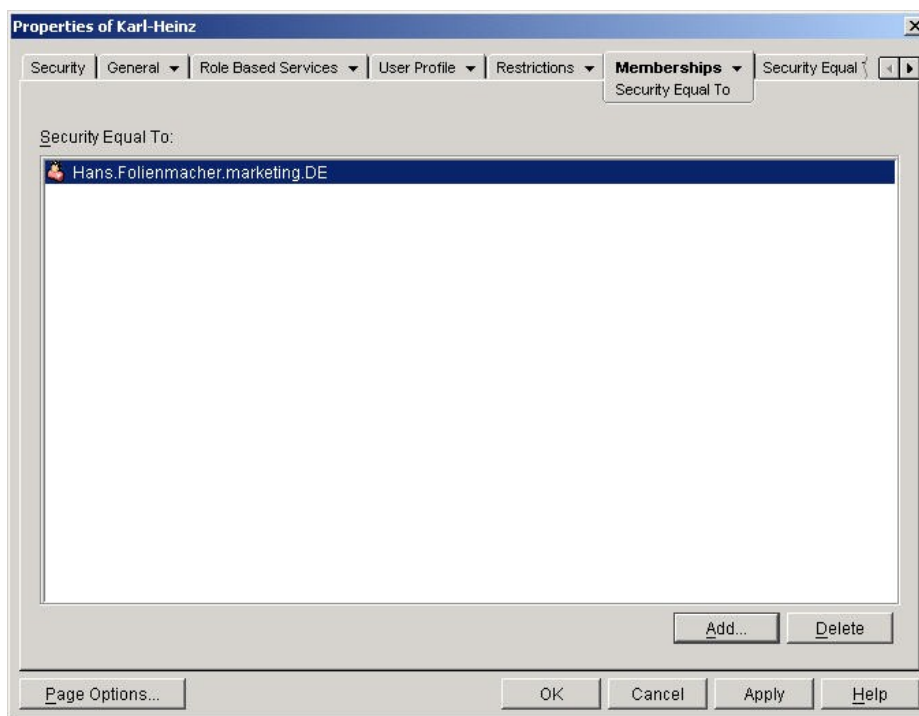 Properties of Karl-Heinz
Security General Role Based Services User Profile Restrictions Memberships Security Equal
Security Equal To
Security Equal To:
Hans.Folienmacher.marketing.DE
Add... Delete
Page Options... OK Cancel Apply Help